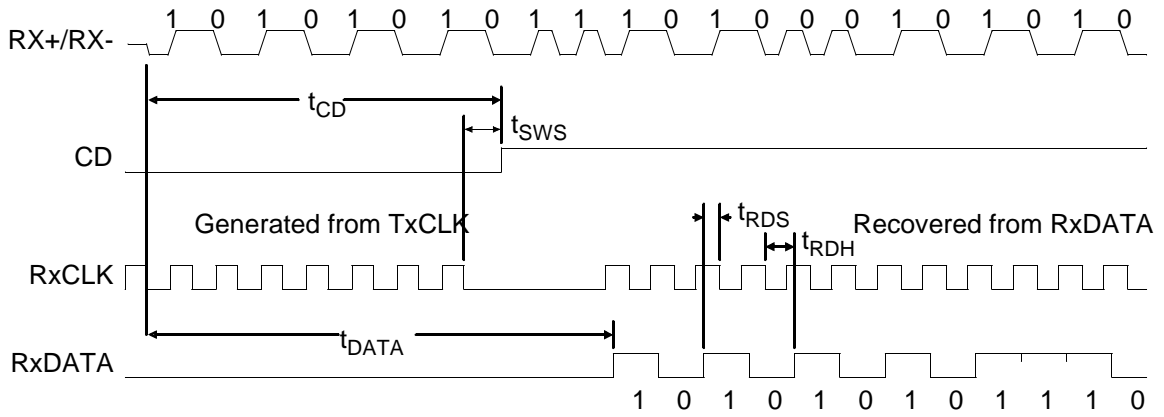 1 0 1 0 1 0 1 0 1 1 1 0 1 0 0 0 1 0 1 0 1 0
RX+/RX-
tCD
tSWS
CD
Generated from TxCLK
tRDS
Recovered from RxDATA
tRDH
RxCLK
tDATA
RxDATA
1 0 1 0 1 0 1 0 1 1 1 0